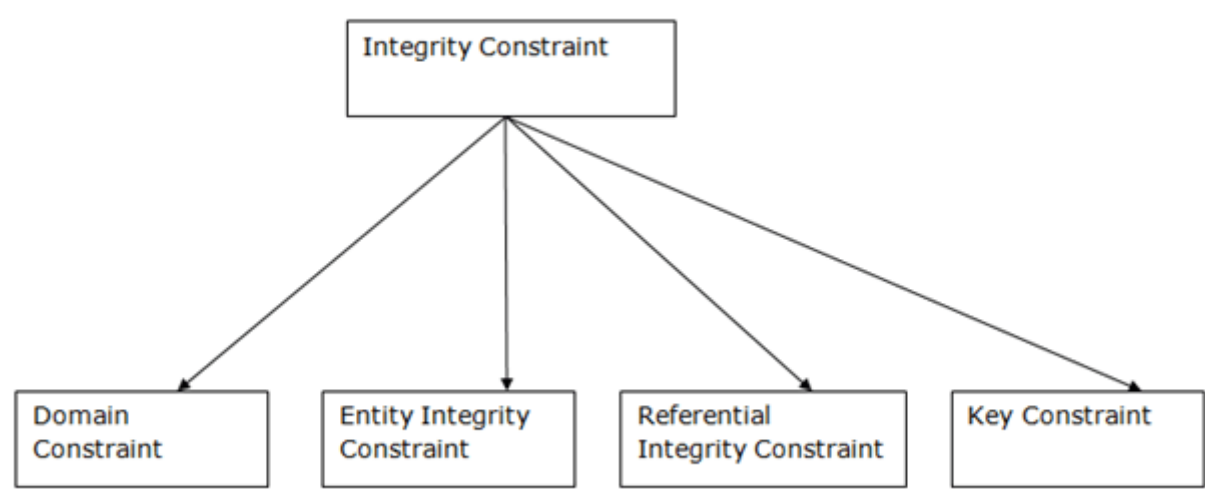 Integrity Constraint
Domain
Constraint
Entity Integrity
Constraint
Referential
Integrity Constraint
Key Constraint